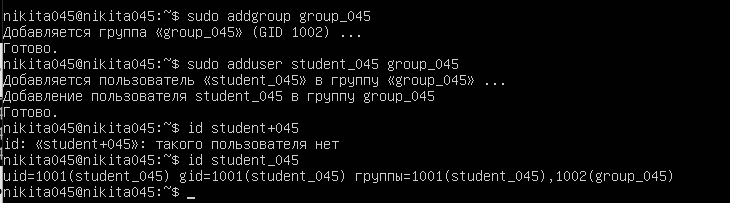 nikita045@nikita045:~$ sudo addgroup group_045
Добавляется группа «group_045» (GID 1002) ...
Готово.
nikita045@nikita045:~$ sudo adduser student_045 group_045
Добавляется пользователь «student_045» в группу «group_045» ...
Добавление пользователя student_045 в группу group_045
Готово.
nikita045@nikita045:~$ id student+045
id: «student+045»: такого пользователя нет
nikita045@nikita045:~$ id student_045
uid=1001(student_045) gid=1001(student_045) группы=1001(student_045),1002(group_045)
nikita045@nikita045:~$ _